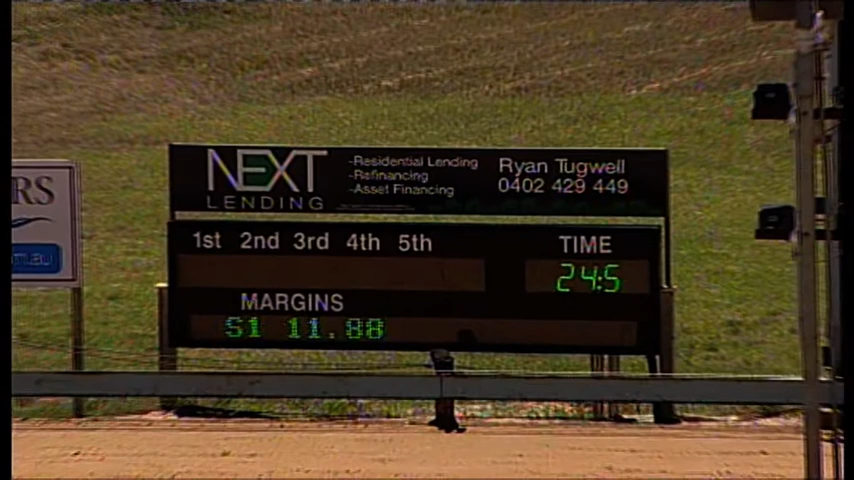 NEXT
LENDING
-Residential Lending
-Refinancing
-Asset Financing
Ryan Tugwell
0402 429 449
RS
1st 2nd 3rd 4th 5th
TIME
24:5
MARGINS
S1 11.88